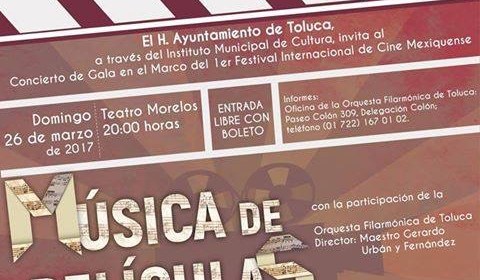 El H. Ayuntamiento de Toluca,
a través del Instituto Municipal de Cultura, invita al
Concierto de Gala en el Marco del 1er Festival Internacional de Cine Mexiquense
Domingo
26 de marzo
de 2017
Teatro Morelos
20:00 horas
ENTRADA
LIBRE CON
BOLETO
Informes:
Oficina de la Orquesta Filarmónica de Toluca:
Paseo Colón 309, Delegación Colón;
teléfono (01 722) 167 01 02.
MÚSICA DE
PELÍCULAS
con la participación de la
Orquesta Filarmónica de Toluca
Director: Maestro Gerardo
Urbán y Fernández